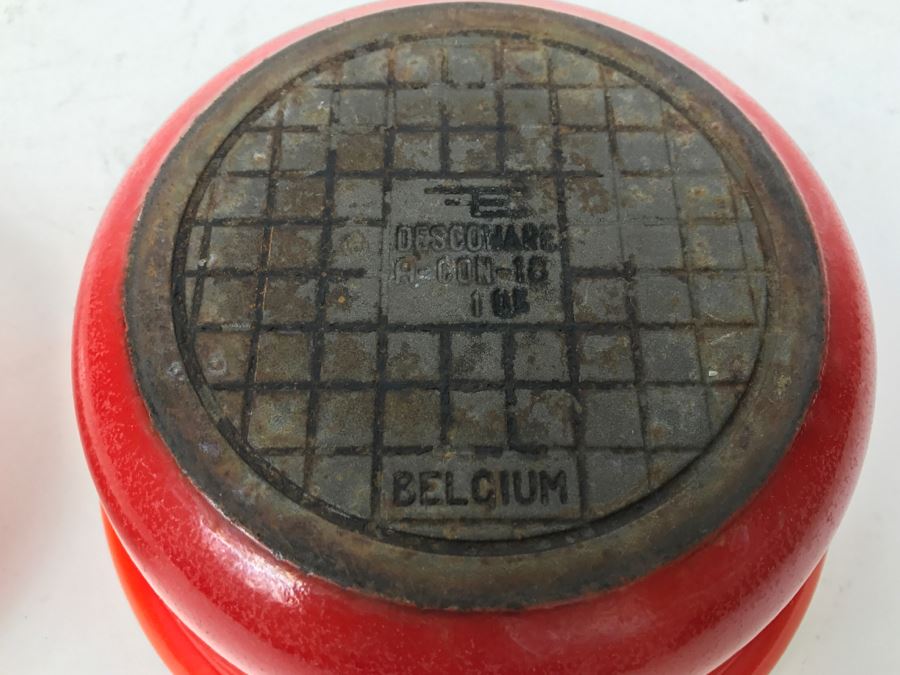 DESCOWARE
A-CON-18
BELGIUM